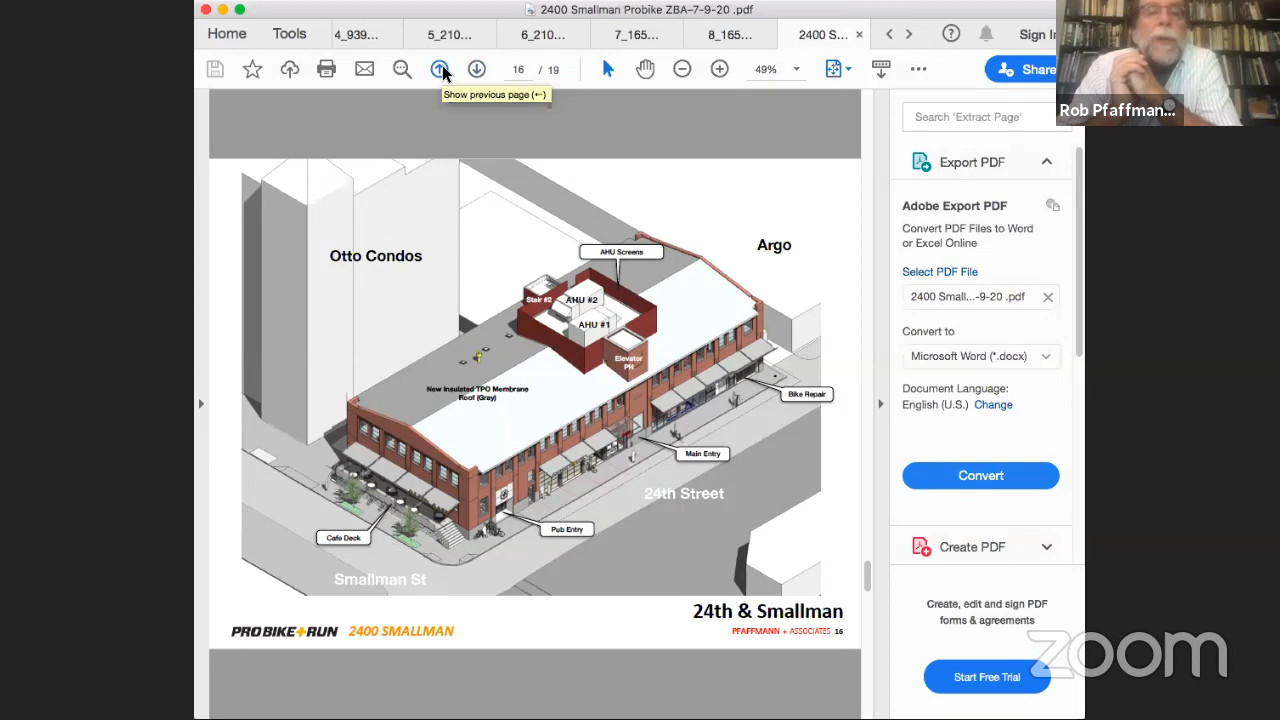 2400 Smallman Probike ZBA–7-9-20 .pdf
Home
Tools
4_939...
5_210...
6_210...
7_165...
8_165...
2400 S...
×
?
Sign In
16 / 19
49%
Share
Show previous page (←)
Rob Pfaffman...
Search 'Extract Page'
Export PDF
Adobe Export PDF
Convert PDF Files to Word
or Excel Online
Select PDF File
2400 Small...-9-20 .pdf
Convert to
Microsoft Word (*.docx)
Document Language:
English (U.S.) Change
Convert
Create PDF
Create, edit and sign PDF
forms & agreements
Start Free Trial
zoom
Otto Condos
Argo
AHU Screens
Stair #2
AHU #2
AHU #1
Elevator
PH
New Insulated TPO Membrane
Roof (Gray)
Bike Repair
Main Entry
24th Street
Pub Entry
Cafe Deck
Smallman St
24th & Smallman
PRO BIKE+RUN 2400 SMALLMAN
PFAFFMANN + ASSOCIATES 16